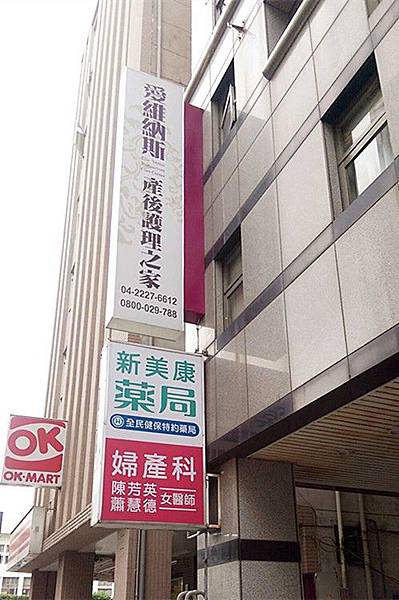 愛維納斯
產後護理之家
04-2227-6612
0800-029-788
新美康
藥局
全民健保特約藥局
婦產科
陳芳英
蕭慧德
女醫師
OK
OK·MART